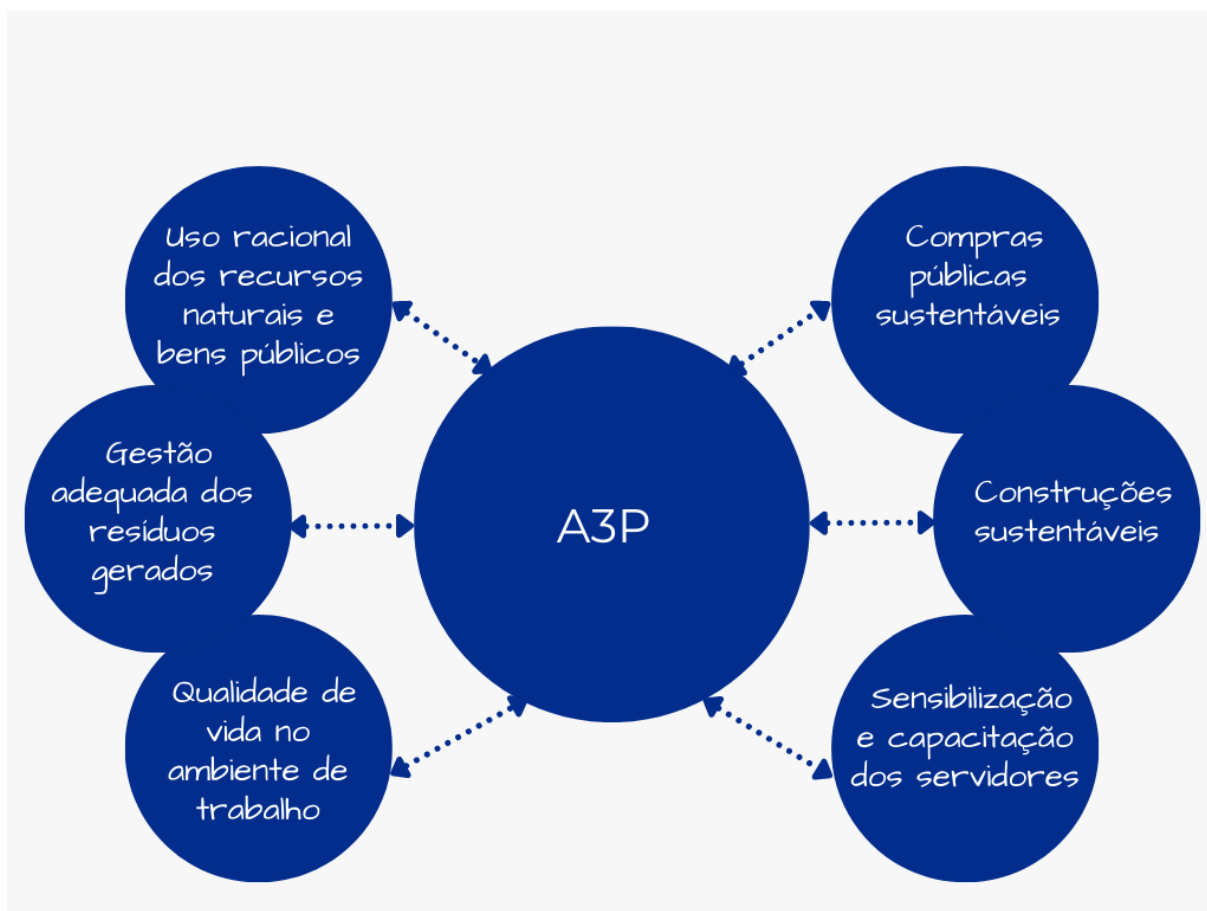 Uso racional
dos recursos
naturais e
bens públicos
Gestão
adequada dos
resíduos
gerados
Qualidade de
vida no
ambiente de
trabalho
A3P
Compras
públicas
sustentáveis
Construções
sustentáveis
Sensibilização
e capacitação
dos servidores